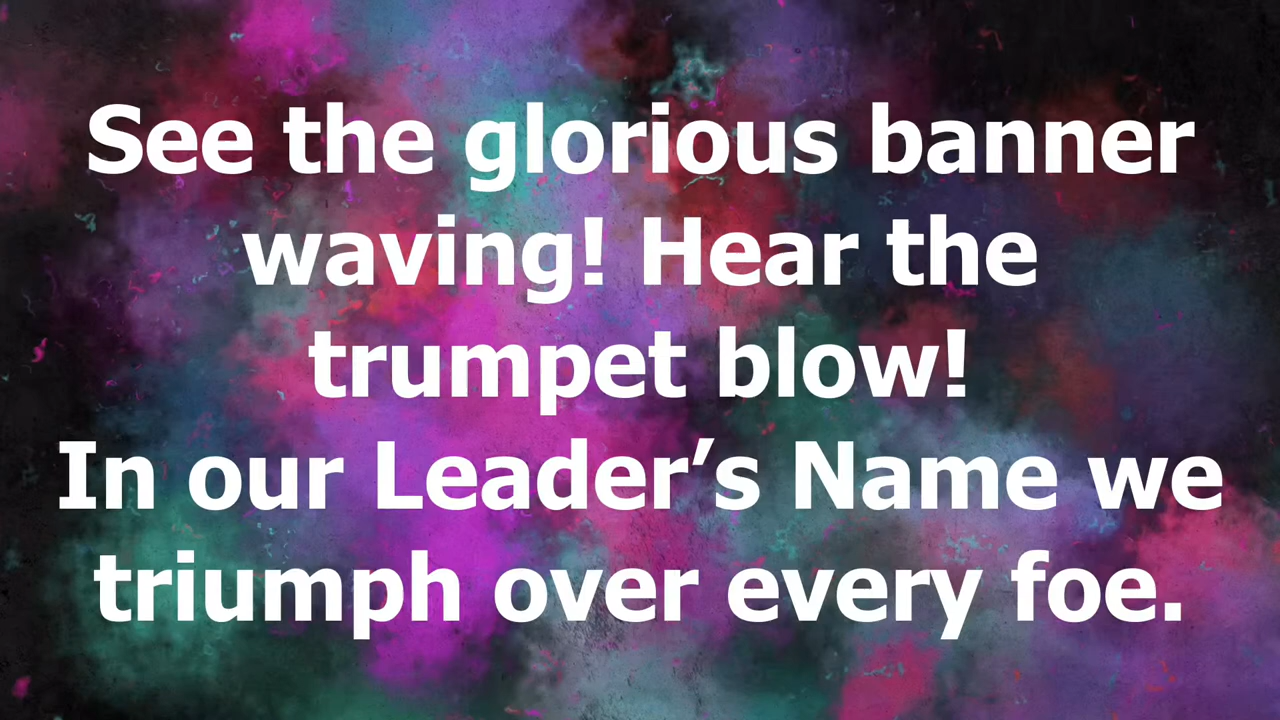 See the glorious banner
waving! Hear the
trumpet blow!
In our Leader’s Name we
triumph over every foe.